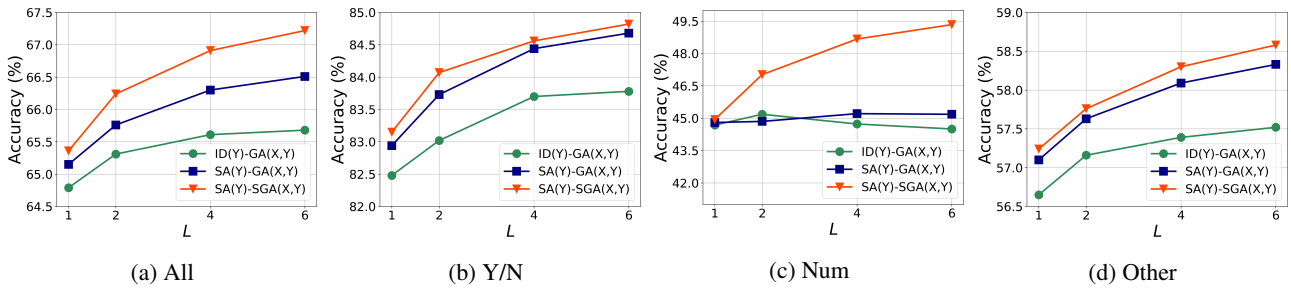 Accuracy (%)
67.5
67.0
66.5
66.0
65.5
65.0
64.5
1 2 4 6
L
ID(Y)-GA(X,Y)
SA(Y)-GA(X,Y)
SA(Y)-SGA(X,Y)
(a) All
Accuracy (%)
85.0
84.5
84.0
83.5
83.0
82.5
82.0
1 2 4 6
L
ID(Y)-GA(X,Y)
SA(Y)-GA(X,Y)
SA(Y)-SGA(X,Y)
(b) Y/N
Accuracy (%)
49.5
48.0
46.5
45.0
43.5
42.0
1 2 4 6
L
ID(Y)-GA(X,Y)
SA(Y)-GA(X,Y)
SA(Y)-SGA(X,Y)
(c) Num
Accuracy (%)
59.0
58.5
58.0
57.5
57.0
56.5
1 2 4 6
L
ID(Y)-GA(X,Y)
SA(Y)-GA(X,Y)
SA(Y)-SGA(X,Y)
(d) Other